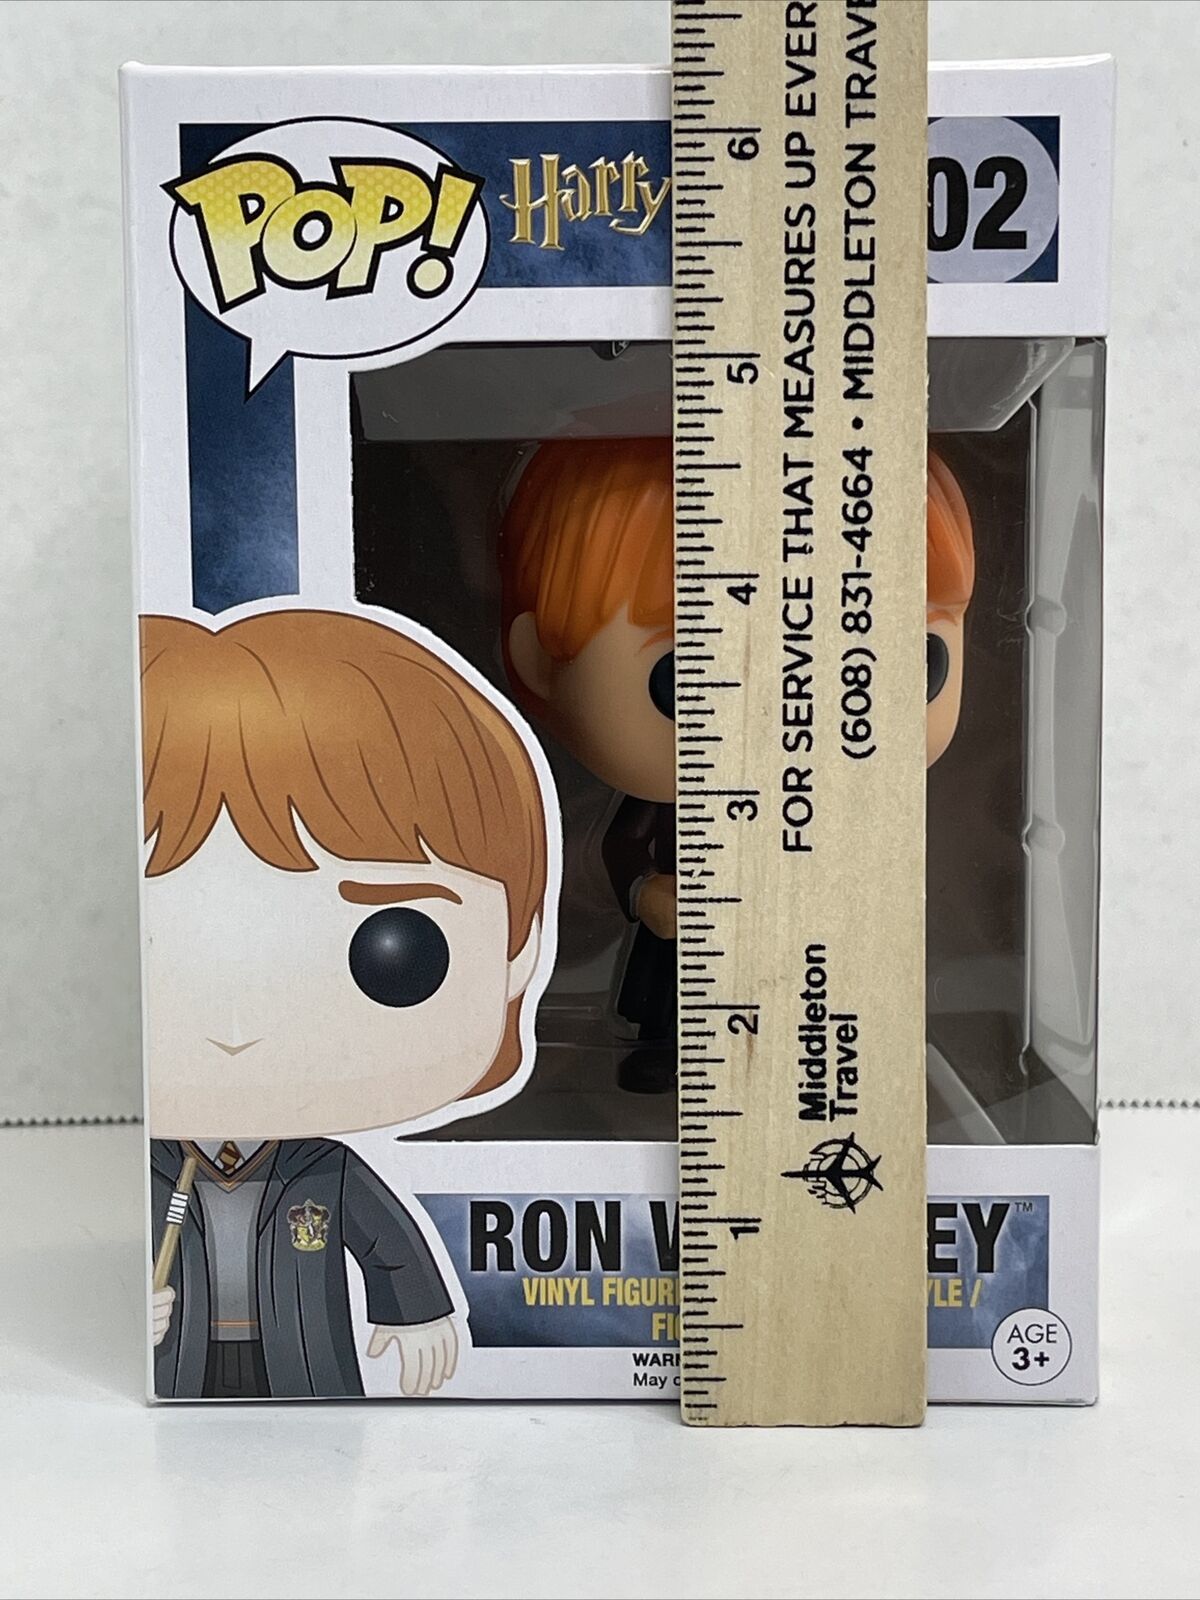 POP!
Harry
02
6
5
4
3
2
1
FOR SERVICE THAT MEASURES UP EVER
(608) 831-4664 • MIDDLETON TRAVE
Middleton
Travel
RON W EY™
VINYL FIGUR YLE /
FI
WARN
May
AGE
3+